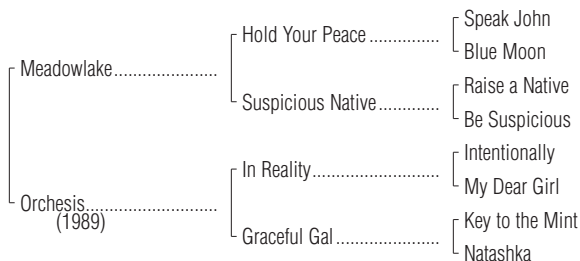 Speak John
Hold Your Peace ................
Blue Moon
Meadowlake........................
Raise a Native
Suspicious Native..............
Be Suspicious
Intentionally
In Reality.............................
My Dear Girl
Orchesis..............................
(1989)
Key to the Mint
Graceful Gal .......................
Natashka